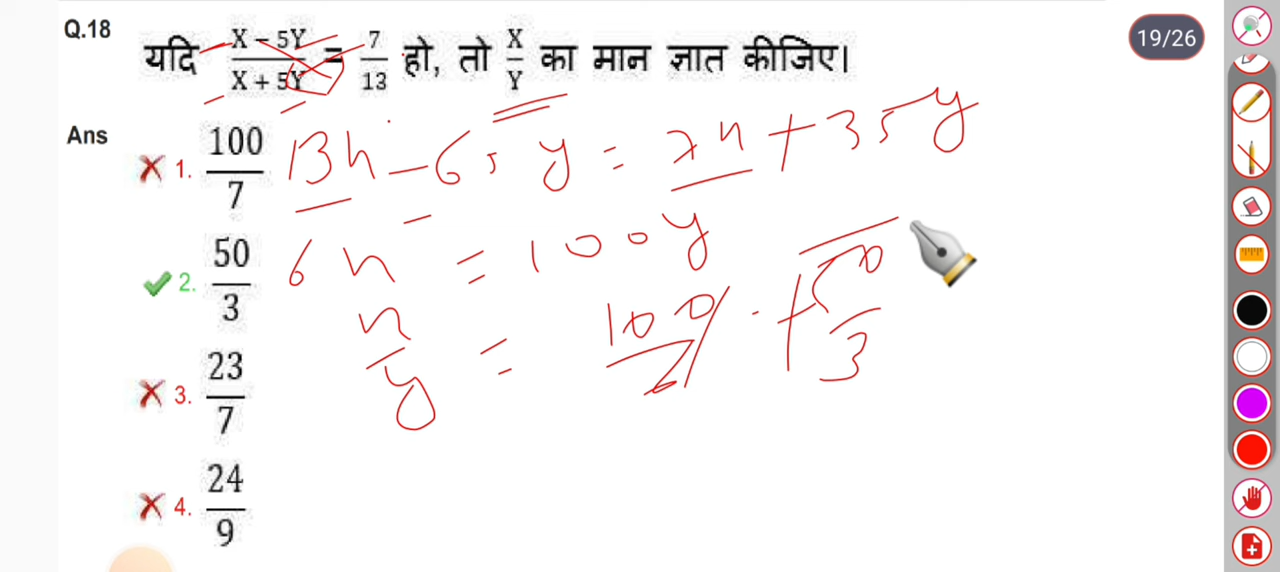 Q.18
19/26
यदि (X − 5Y)/(X + 5Y) = 7/13 हो, तो X/Y का मान ज्ञात कीजिए।
Ans
1. 100/7
13x − 65y = 7x + 35y
2. 50/3
6x = 100y
x/y = 100/6 50/3
3. 23/7
4. 24/9